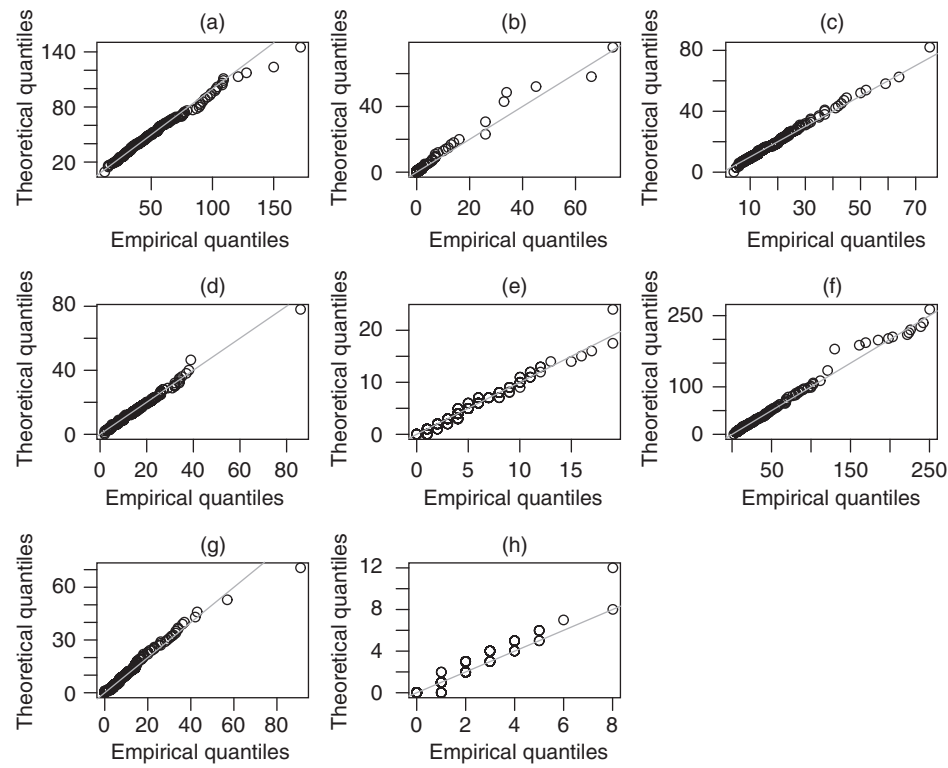 (a)
Theoretical quantiles
140
80
20
50 100 150
Empirical quantiles
(b)
Theoretical quantiles
40
0
0 20 40 60
Empirical quantiles
(c)
Theoretical quantiles
80
40
0
10 30 50 70
Empirical quantiles
(d)
Theoretical quantiles
80
40
0
0 20 40 60 80
Empirical quantiles
(e)
Theoretical quantiles
20
10
0
0 5 10 15
Empirical quantiles
(f)
Theoretical quantiles
250
100
0
50 150 250
Empirical quantiles
(g)
Theoretical quantiles
60
30
0
0 20 40 60 80
Empirical quantiles
(h)
Theoretical quantiles
12
8
4
0
0 2 4 6 8
Empirical quantiles